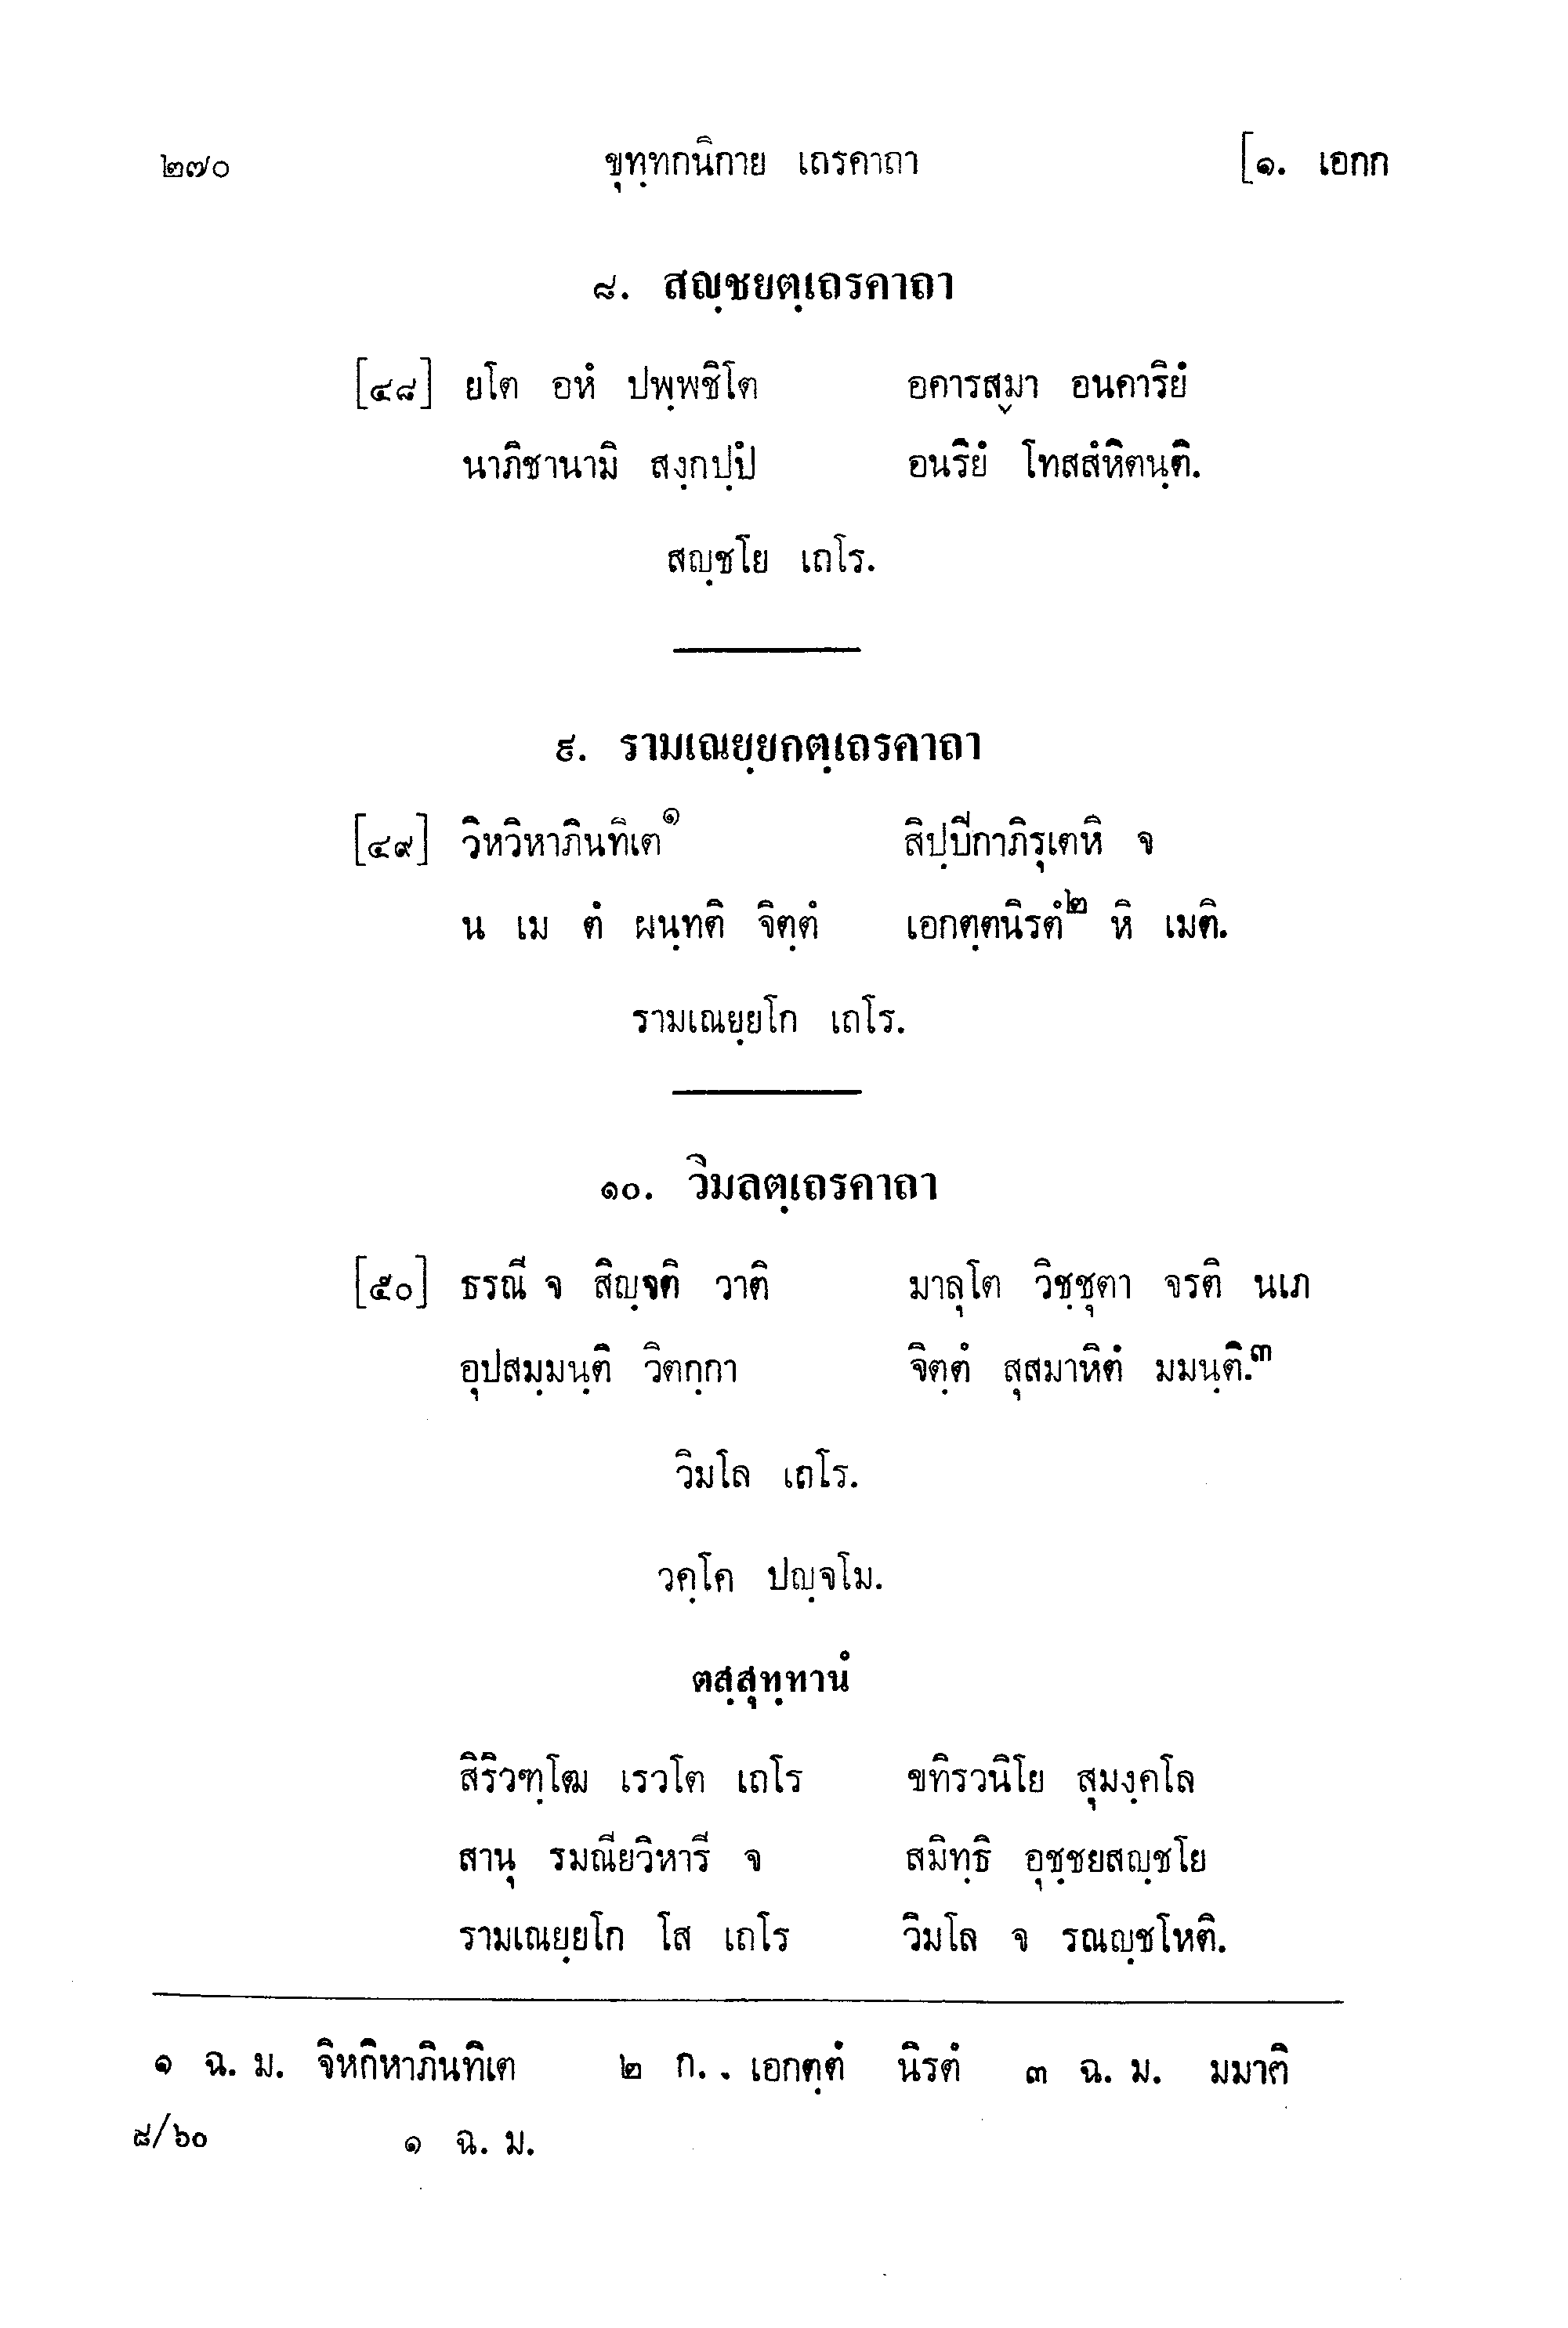 ๒๗๐ ขุทฺทกนิกาย เถรคาถา [๑. เอกก
๘. สญฺชยตฺเถรคาถา
[๔๘] ยโต อหํ ปพฺพชิโต อคารสฺมา อนคาริยํ
นาภิชานามิ สงฺกปฺปํ อนริยํ โทสสํหิตนฺติ.
สญฺชโย เถโร.
๙. รามเณยฺยกตฺเถรคาถา
[๔๙] วิหวิหาภินทิเต๑ สิปฺปิกาภิรุเตหิ จ
น เม ตํ ผนฺทติ จิตฺตํ เอกตฺตนิรตํ๒ หิ เมติ.
รามเณยฺยโก เถโร.
๑๐. วิมลตฺเถรคาถา
[๕๐] ธรณี จ สิญฺจติ วาติ มาลุโต วิชฺชุตา จรติ นเภ
อุปสมฺมนฺติ วิตกฺกา จิตฺตํ สุสมาหิตํ มมนฺติ.๓
วิมโล เถโร.
วคฺโค ปญฺจโม.
ตสฺสุทฺทานํ
สิริวฑฺโฒ เรวโต เถโร ขทิรวนิโย สุมงฺคโล
สานุ รมณียวิหารี จ สมิทฺธิ อุชฺชยสญฺชโย
รามเณยฺยโก โส เถโร วิมโล จ รณญฺชโหติ.
๑ ฉ. ม. จิหกิหาภินทิเต ๒ ก. . เอกตฺตํ นิรตํ ๓ ฉ. ม. มมาติ
๘/๖๐ ๑ ฉ. ม.